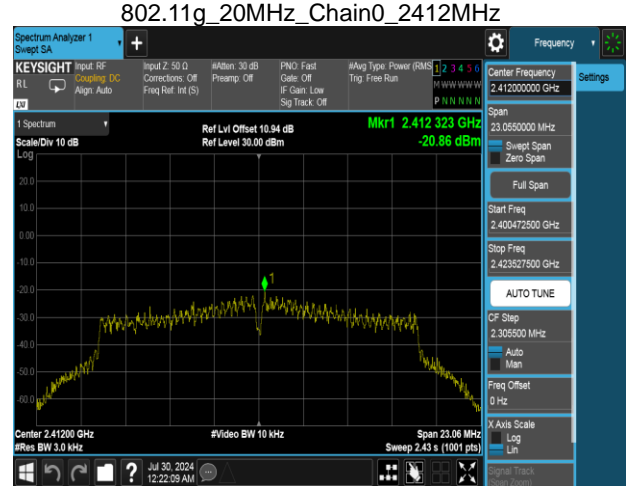 802.11g_20MHz_Chain0_2412MHz
Spectrum Analyzer 1
Swept SA
Frequency
KEYSIGHT
RL
Input: RF
Coupling: DC
Align: Auto
Input Z: 50 Ω
Corrections: Off
Freq Ref: Int (S)
#Atten: 30 dB
Preamp: Off
PNO: Fast
Gate: Off
IF Gain: Low
Sig Track: Off
#Avg Type: Power (RMS
Trig: Free Run
1 2 3 4 5 6
M W W W W W
P N N N N N
1 Spectrum
Scale/Div 10 dB
Log
Ref Lvl Offset 10.94 dB
Ref Level 30.00 dBm
Mkr1 2.412 323 GHz
-20.86 dBm
20.0
10.0
0.00
-10.0
-20.0
-30.0
-40.0
-50.0
-60.0
1
Center 2.41200 GHz
#Res BW 3.0 kHz
#Video BW 10 kHz
Span 23.06 MHz
Sweep 2.43 s (1001 pts)
Center Frequency
2.412000000 GHz
Settings
Span
23.0550000 MHz
Swept Span
Zero Span
Full Span
Start Freq
2.400472500 GHz
Stop Freq
2.423527500 GHz
AUTO TUNE
CF Step
2.305500 MHz
Auto
Man
Freq Offset
0 Hz
X Axis Scale
Log
Lin
Signal Track
(Span Zoom)
?
Jul 30, 2024
12:22:09 AM